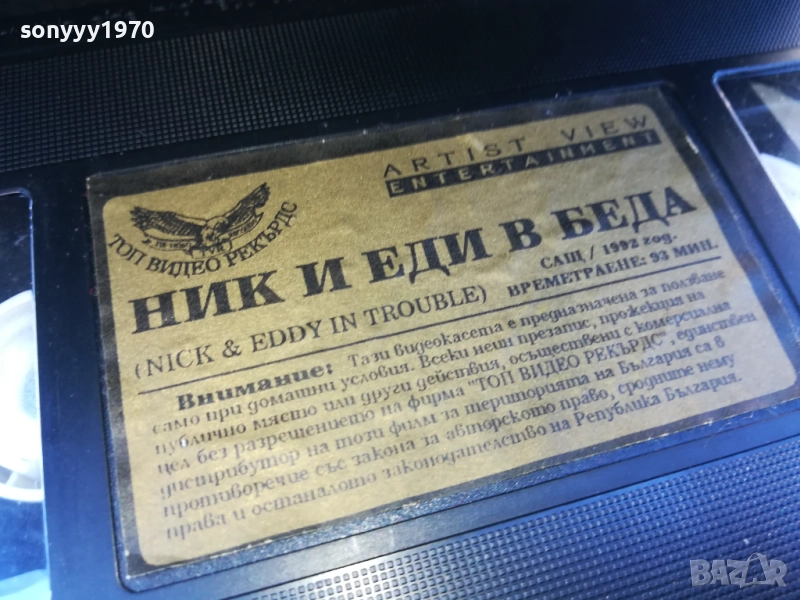 sonyyy1970
ARTIST VIEW
ENTERTAINMENT
ТОП ВИДЕО РЕКЪРДС
НИК И ЕДИ В БЕДА
(NICK & EDDY IN TROUBLE)
САЩ / 1992 год.
ВРЕМЕТРАЕНЕ: 93 МИН.
Внимание: Тази видеокасета е предназначена за ползване
само при домашни условия. Всеки неин презапис, прожекция на
публично място или други действия, осъществени с комерсиална
цел без разрешението на фирма "ТОП ВИДЕО РЕКЪРДС", единствен
дистрибутор на този филм за територията на България са в
противоречие със закона за авторското право, сродните нему
права и останалото законодателство на Република България.
BAZAR